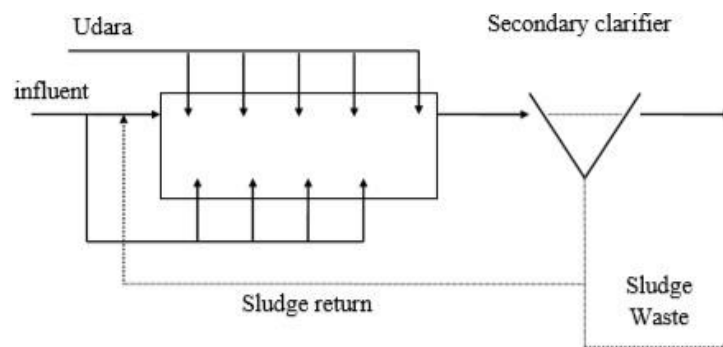 Udara
Secondary clarifier
influent
Sludge return
Sludge
Waste